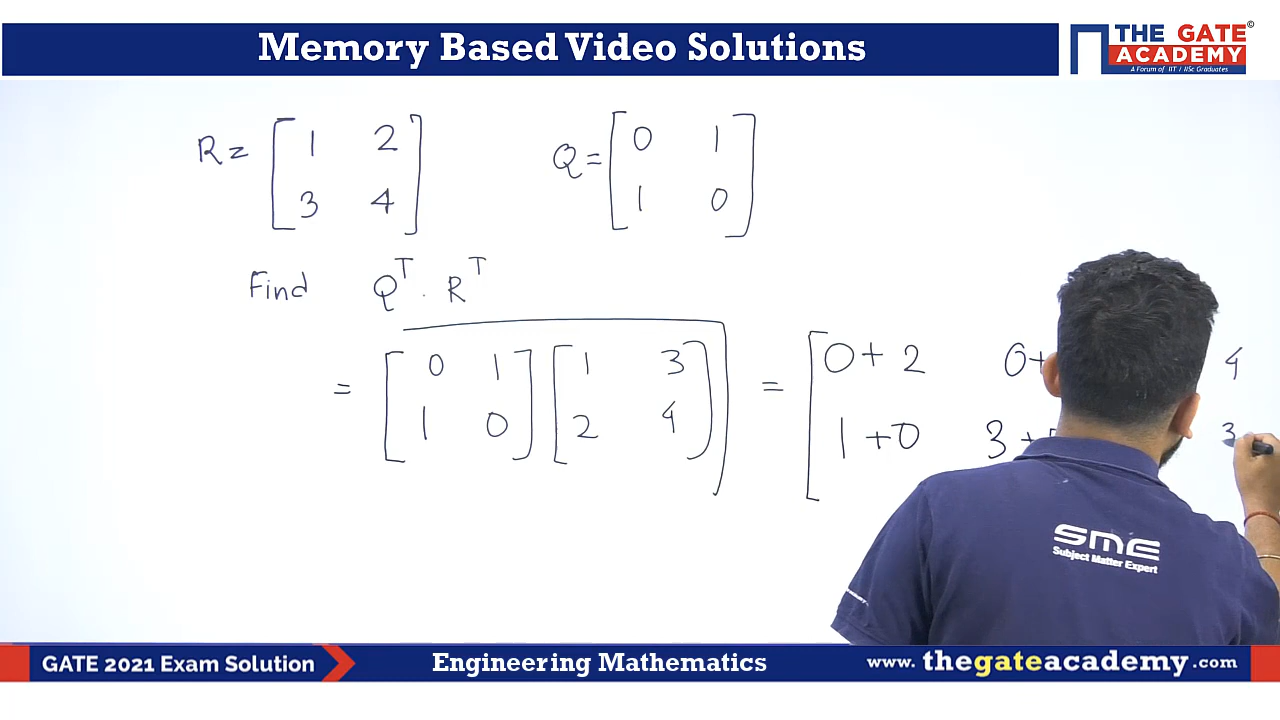 Memory Based Video Solutions
THE GATE ACADEMY ©
A Forum of IIT / IISc Graduates
R= [ 1 2
3 4 ]
Q= [ 0 1
1 0 ]
Find Qᵀ . Rᵀ
= [ 0 1 ] [ 1 3 ] = [ 0+2 0+ 4
1 0 2 4 1+0 3+ 3
SME
Subject Matter Expert
GATE 2021 Exam Solution
Engineering Mathematics
www.thegateacademy.com